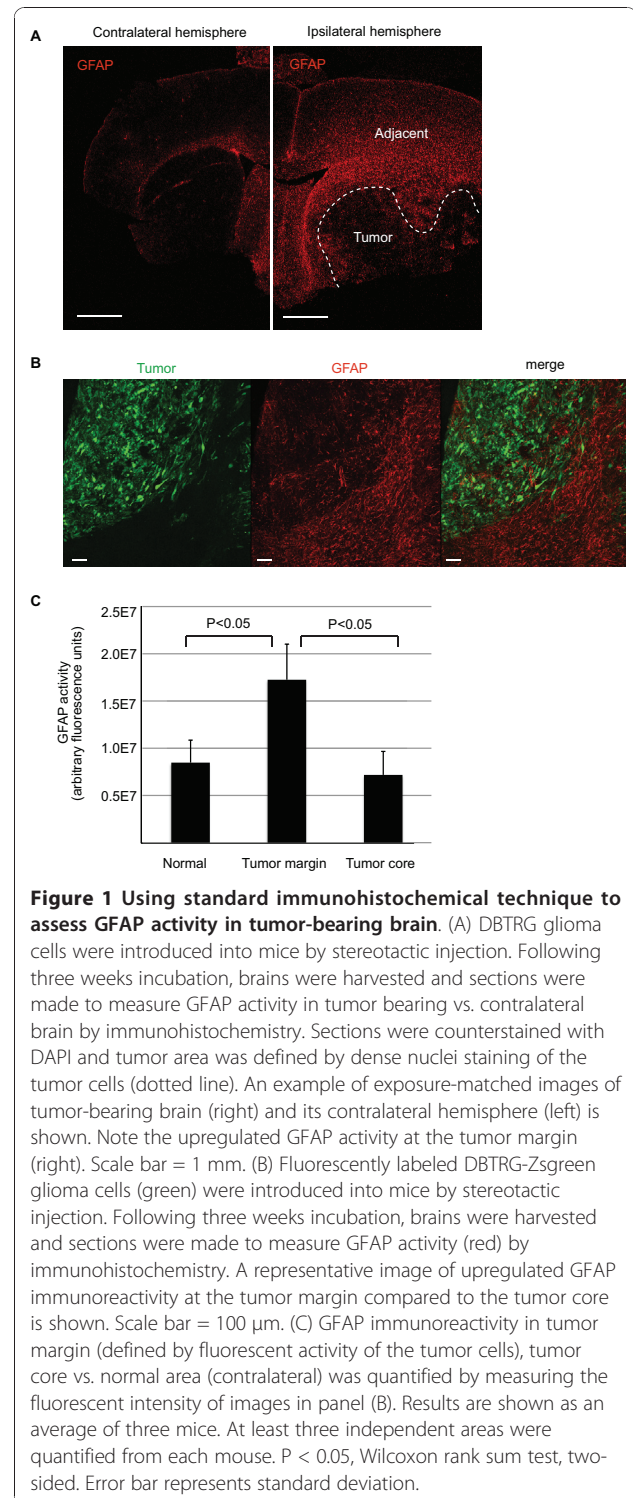 A
Contralateral hemisphere
Ipsilateral hemisphere
GFAP
GFAP
Adjacent
Tumor
B
Tumor
GFAP
merge
C
2.5E7
2.0E7
1.5E7
1.0E7
0.5E7
GFAP activity
(arbitrary fluorescence units)
P<0.05
P<0.05
Normal
Tumor margin
Tumor core
Figure 1 Using standard immunohistochemical technique to
assess GFAP activity in tumor-bearing brain. (A) DBTRG glioma
cells were introduced into mice by stereotactic injection. Following
three weeks incubation, brains were harvested and sections were
made to measure GFAP activity in tumor bearing vs. contralateral
brain by immunohistochemistry. Sections were counterstained with
DAPI and tumor area was defined by dense nuclei staining of the
tumor cells (dotted line). An example of exposure-matched images of
tumor-bearing brain (right) and its contralateral hemisphere (left) is
shown. Note the upregulated GFAP activity at the tumor margin
(right). Scale bar = 1 mm. (B) Fluorescently labeled DBTRG-Zsgreen
glioma cells (green) were introduced into mice by stereotactic
injection. Following three weeks incubation, brains were harvested
and sections were made to measure GFAP activity (red) by
immunohistochemistry. A representative image of upregulated GFAP
immunoreactivity at the tumor margin compared to the tumor core
is shown. Scale bar = 100 μm. (C) GFAP immunoreactivity in tumor
margin (defined by fluorescent activity of the tumor cells), tumor
core vs. normal area (contralateral) was quantified by measuring the
fluorescent intensity of images in panel (B). Results are shown as an
average of three mice. At least three independent areas were
quantified from each mouse. P < 0.05, Wilcoxon rank sum test, two-
sided. Error bar represents standard deviation.